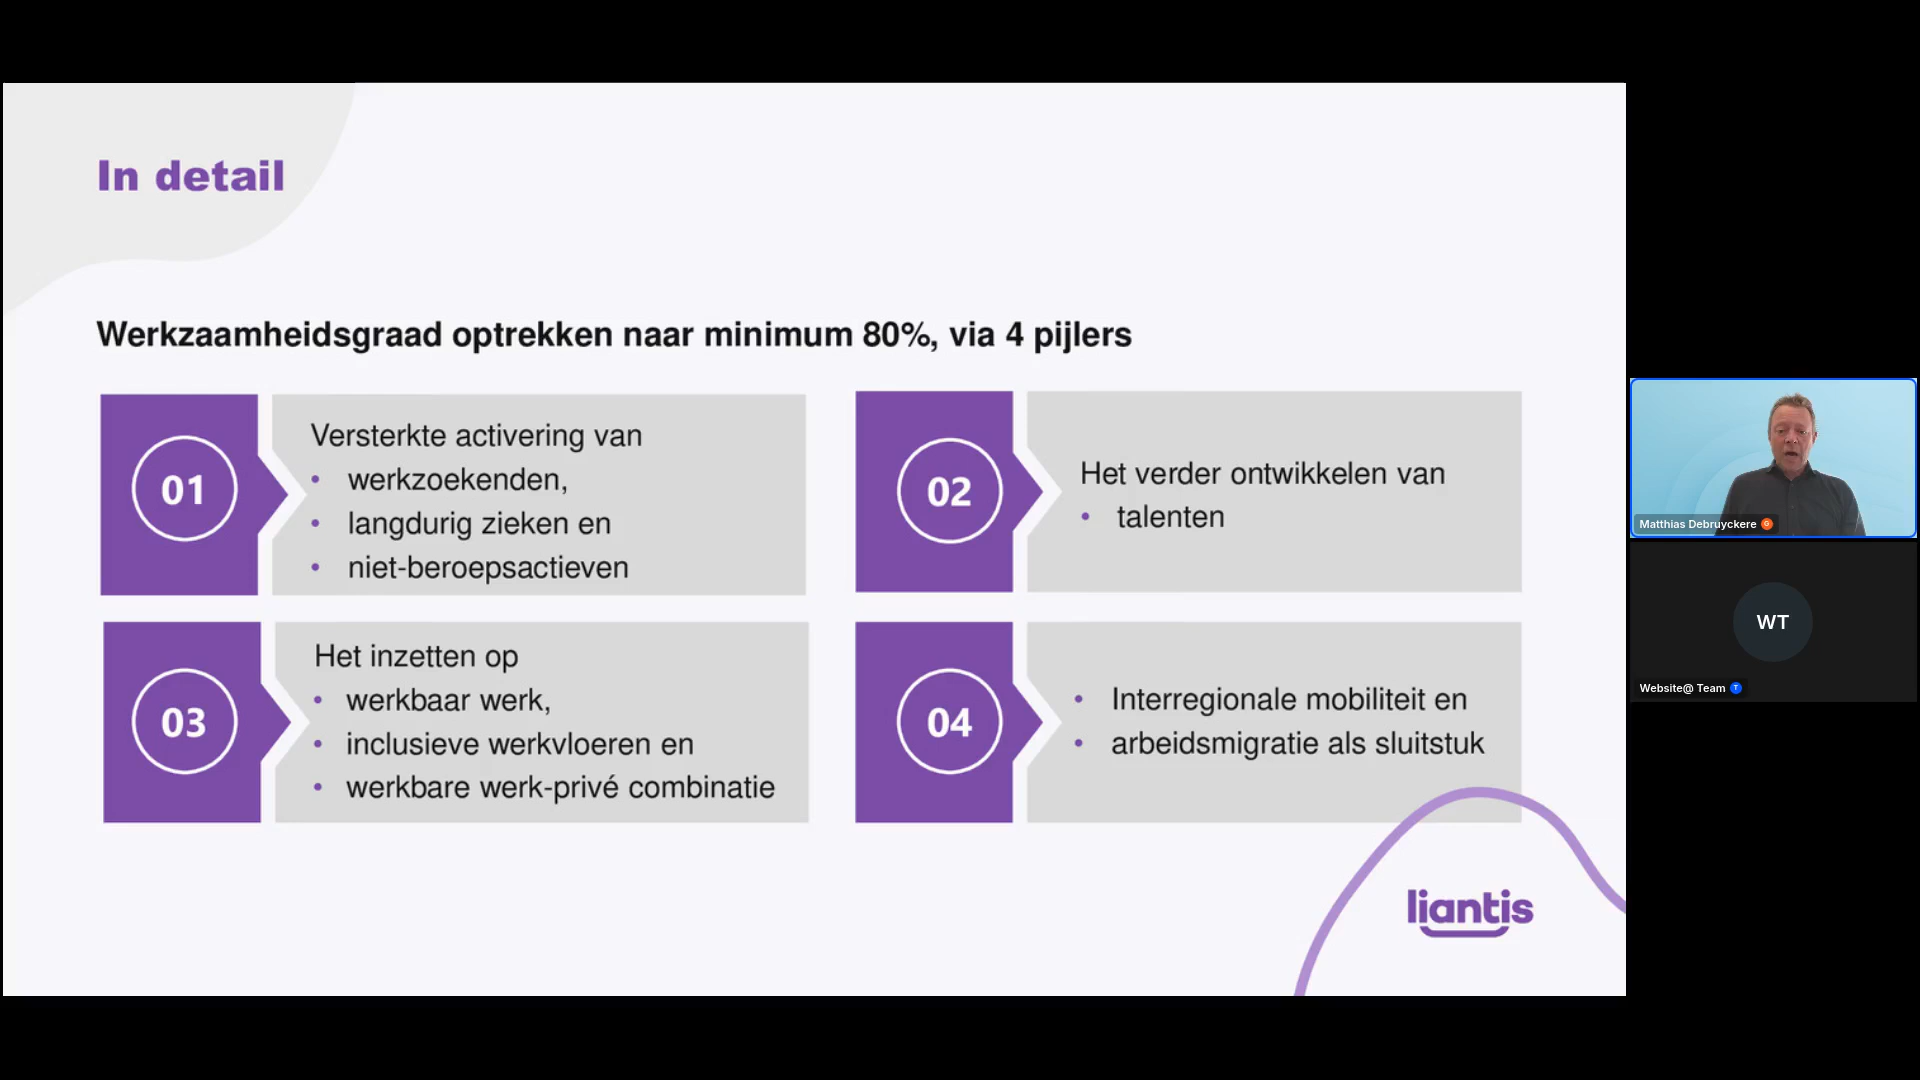 In detail
Werkzaamheidsgraad optrekken naar minimum 80%, via 4 pijlers
01
Versterkte activering van
• werkzoekenden,
• langdurig zieken en
• niet-beroepsactieven
02
Het verder ontwikkelen van
• talenten
03
Het inzetten op
• werkbaar werk,
• inclusieve werkvloeren en
• werkbare werk-privé combinatie
04
• Interregionale mobiliteit en
• arbeidsmigratie als sluitstuk
liantis
Matthias Debruyckere G
WT
Website@ Team T